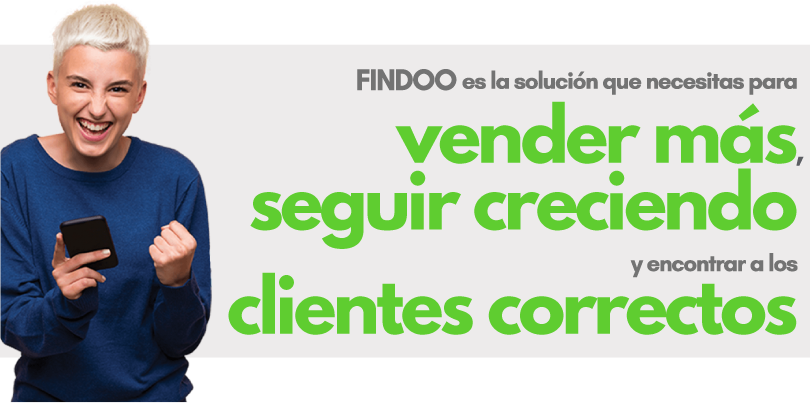 FINDOO es la solución que necesitas para
vender más,
seguir creciendo
y encontrar a los
clientes correctos